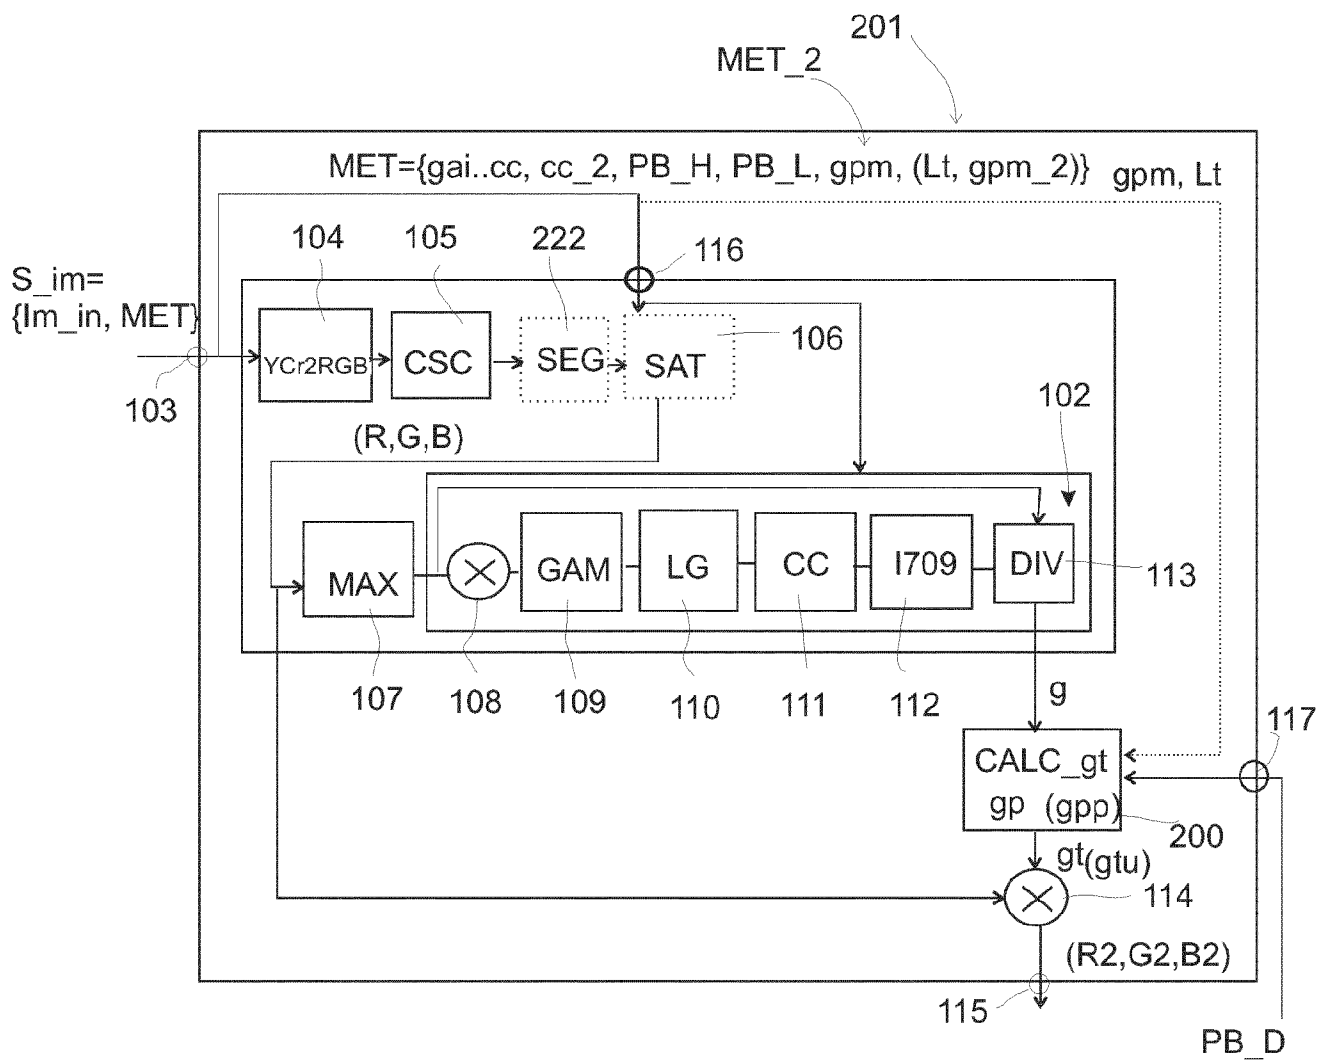 201
MET_2
MET={gai..cc, cc_2, PB_H, PB_L, gpm, (Lt, gpm_2)}
gpm, Lt
104
105
222
116
S_im=
{Im_in, MET}
103
YCr2RGB
CSC
SEG
SAT
106
(R,G,B)
102
MAX
GAM
LG
CC
I709
DIV
113
107
108
109
110
111
112
g
117
CALC_gt
gp (gpp)
200
gt(gtu)
114
(R2,G2,B2)
115
PB_D